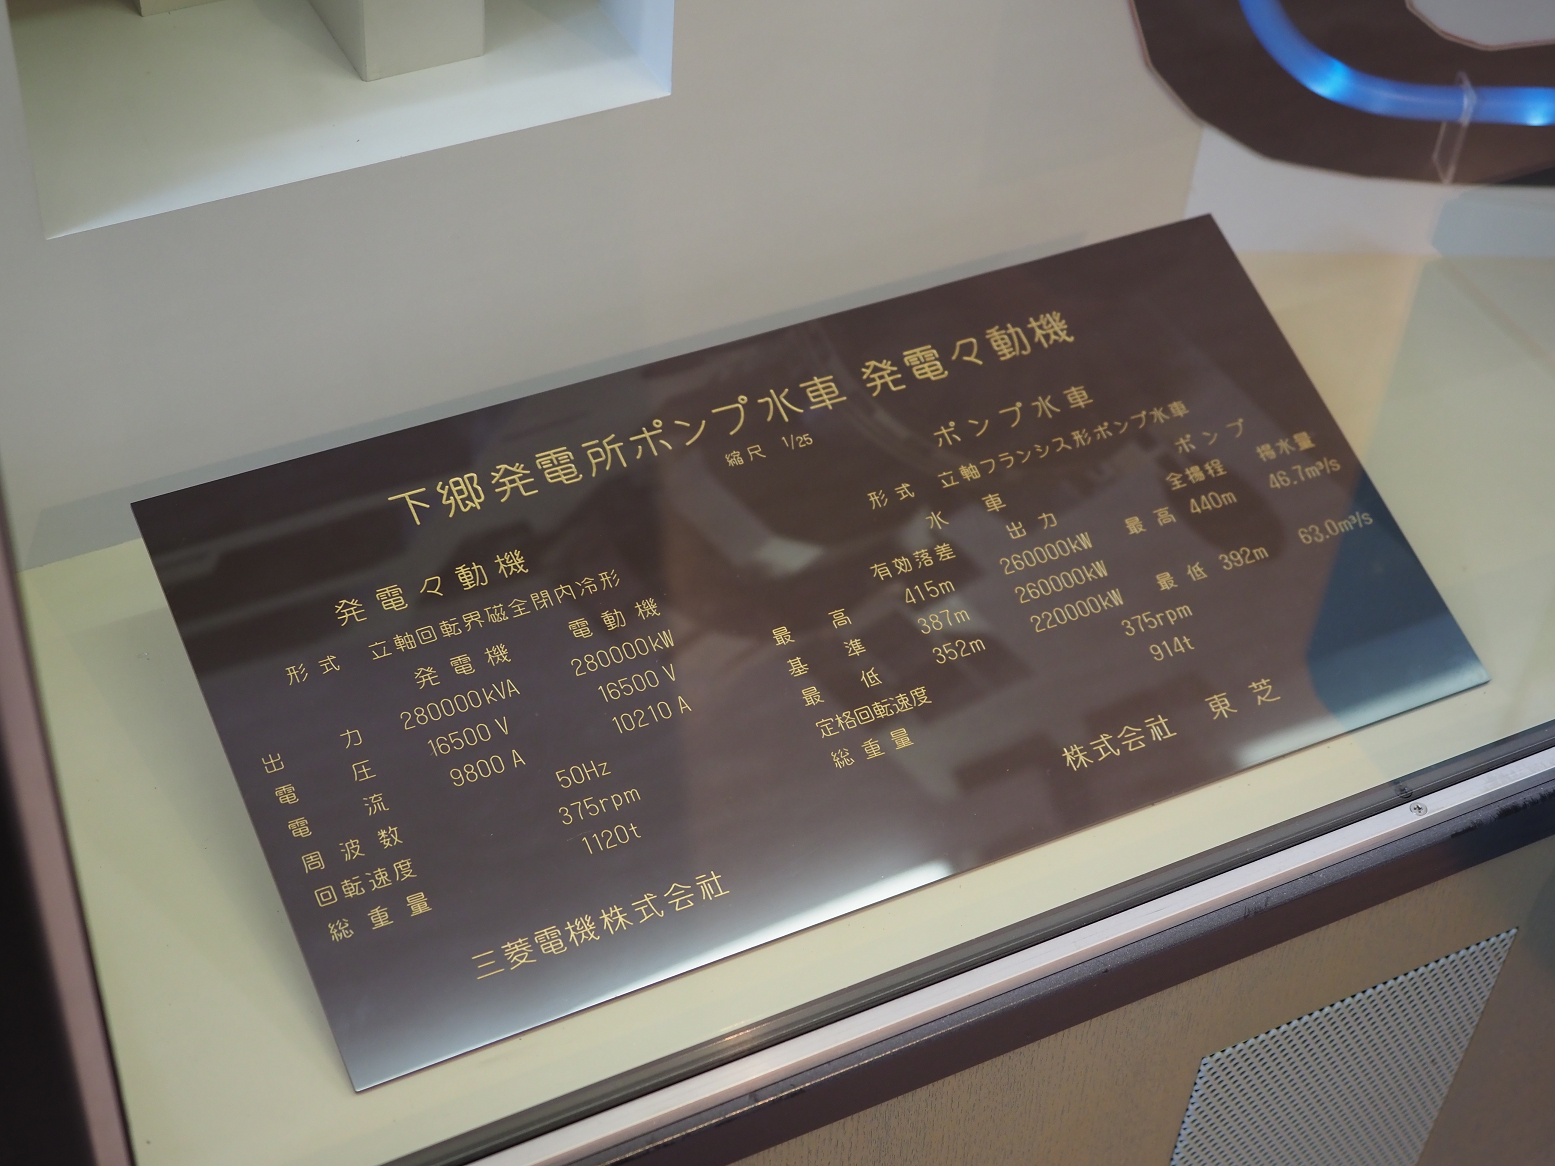 下郷発電所ポンプ水車 発電々動機
縮尺 1/25
発電々動機
形式 立軸回転界磁全閉内冷形
発電機 電動機
出力 280000kVA 280000kW
電圧 16500V 16500V
電流 9800A 10210A
周波数 50Hz
回転速度 375rpm
総重量 1120t
三菱電機株式会社
ポンプ水車
形式 立軸フランシス形ポンプ水車
水車 ポンプ
有効落差 出力 全揚程 揚水量
最高 415m 260000kW 最高 440m 46.7m³/s
基準 387m 260000kW
最低 352m 220000kW 最低 392m 63.0m³/s
定格回転速度 375rpm
総重量 914t
株式会社 東芝